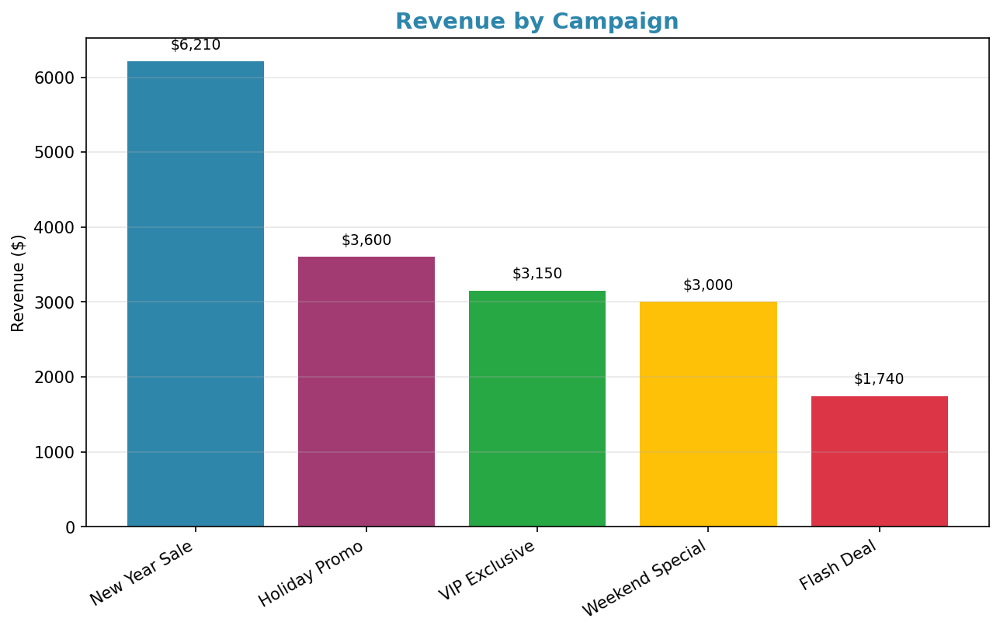 Revenue by Campaign
Revenue ($)
6000
5000
4000
3000
2000
1000
0
$6,210
$3,600
$3,150
$3,000
$1,740
New Year Sale
Holiday Promo
VIP Exclusive
Weekend Special
Flash Deal